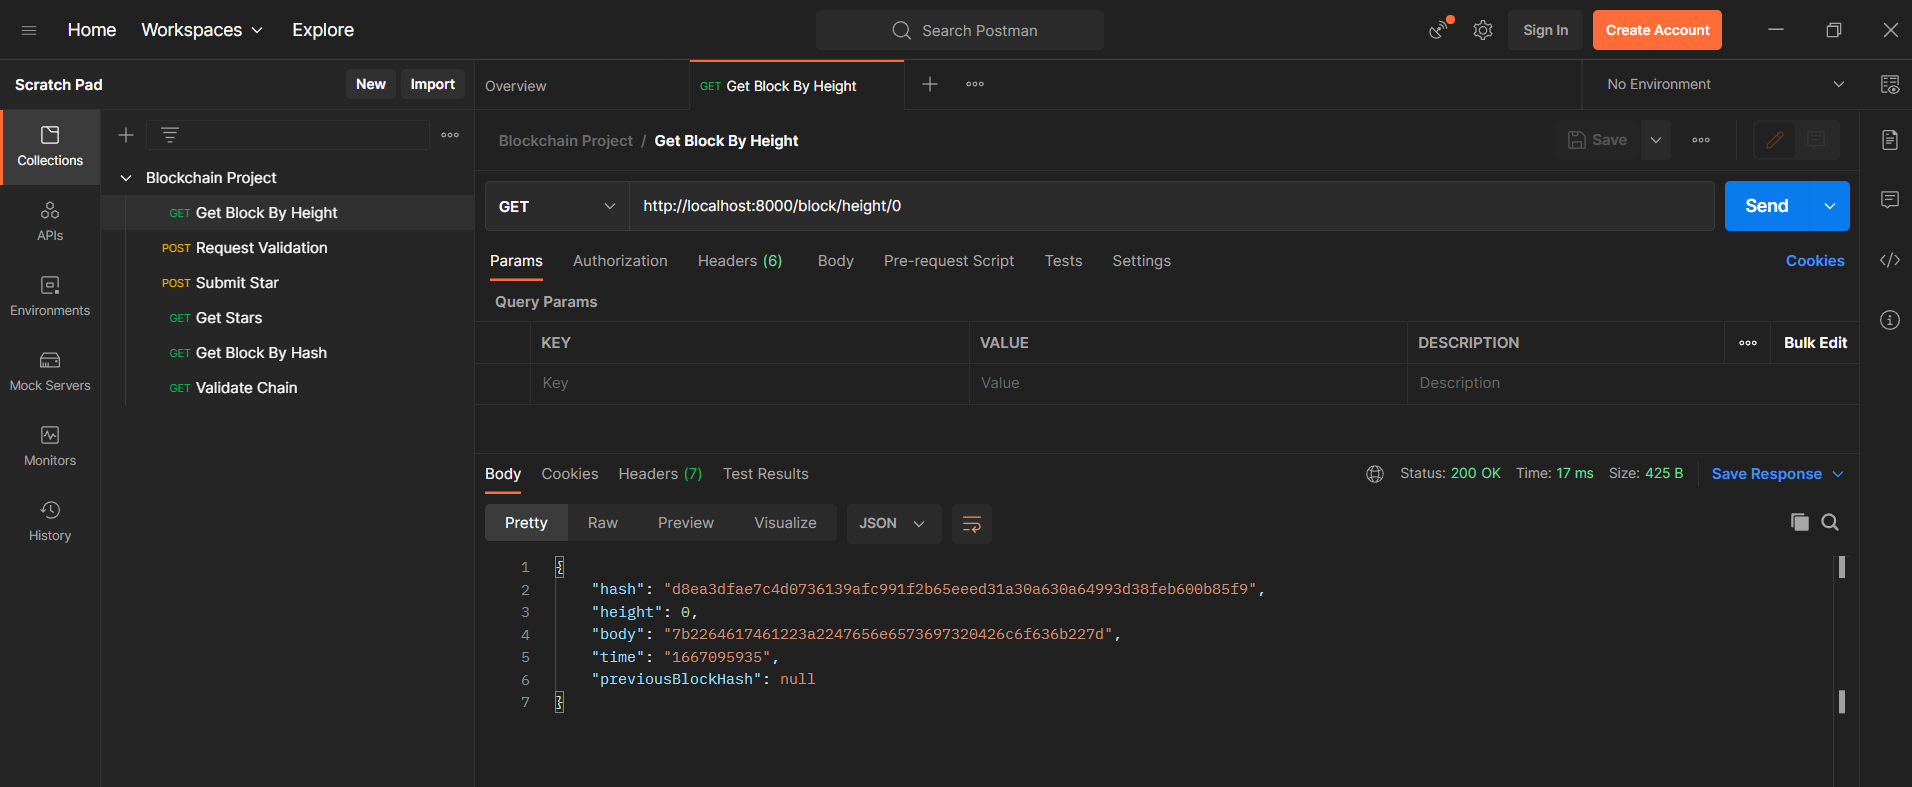 Home Workspaces Explore Search Postman Sign In Create Account
Scratch Pad New Import Overview GET Get Block By Height No Environment
Collections
APIs
Environments
Mock Servers
Monitors
History
Blockchain Project
GET Get Block By Height
POST Request Validation
POST Submit Star
GET Get Stars
GET Get Block By Hash
GET Validate Chain
Blockchain Project / Get Block By Height Save
GET http://localhost:8000/block/height/0 Send
Params Authorization Headers (6) Body Pre-request Script Tests Settings Cookies
Query Params
KEY VALUE DESCRIPTION Bulk Edit
Key Value Description
Body Cookies Headers (7) Test Results Status: 200 OK Time: 17 ms Size: 425 B Save Response
Pretty Raw Preview Visualize JSON
1 {
2 "hash": "d8ea3dfae7c4d0736139afc991f2b65eeed31a30a630a64993d38feb600b85f9",
3 "height": 0,
4 "body": "7b2264617461223a2247656e6573697320426c6f636b227d",
5 "time": "1667095935",
6 "previousBlockHash": null
7 }